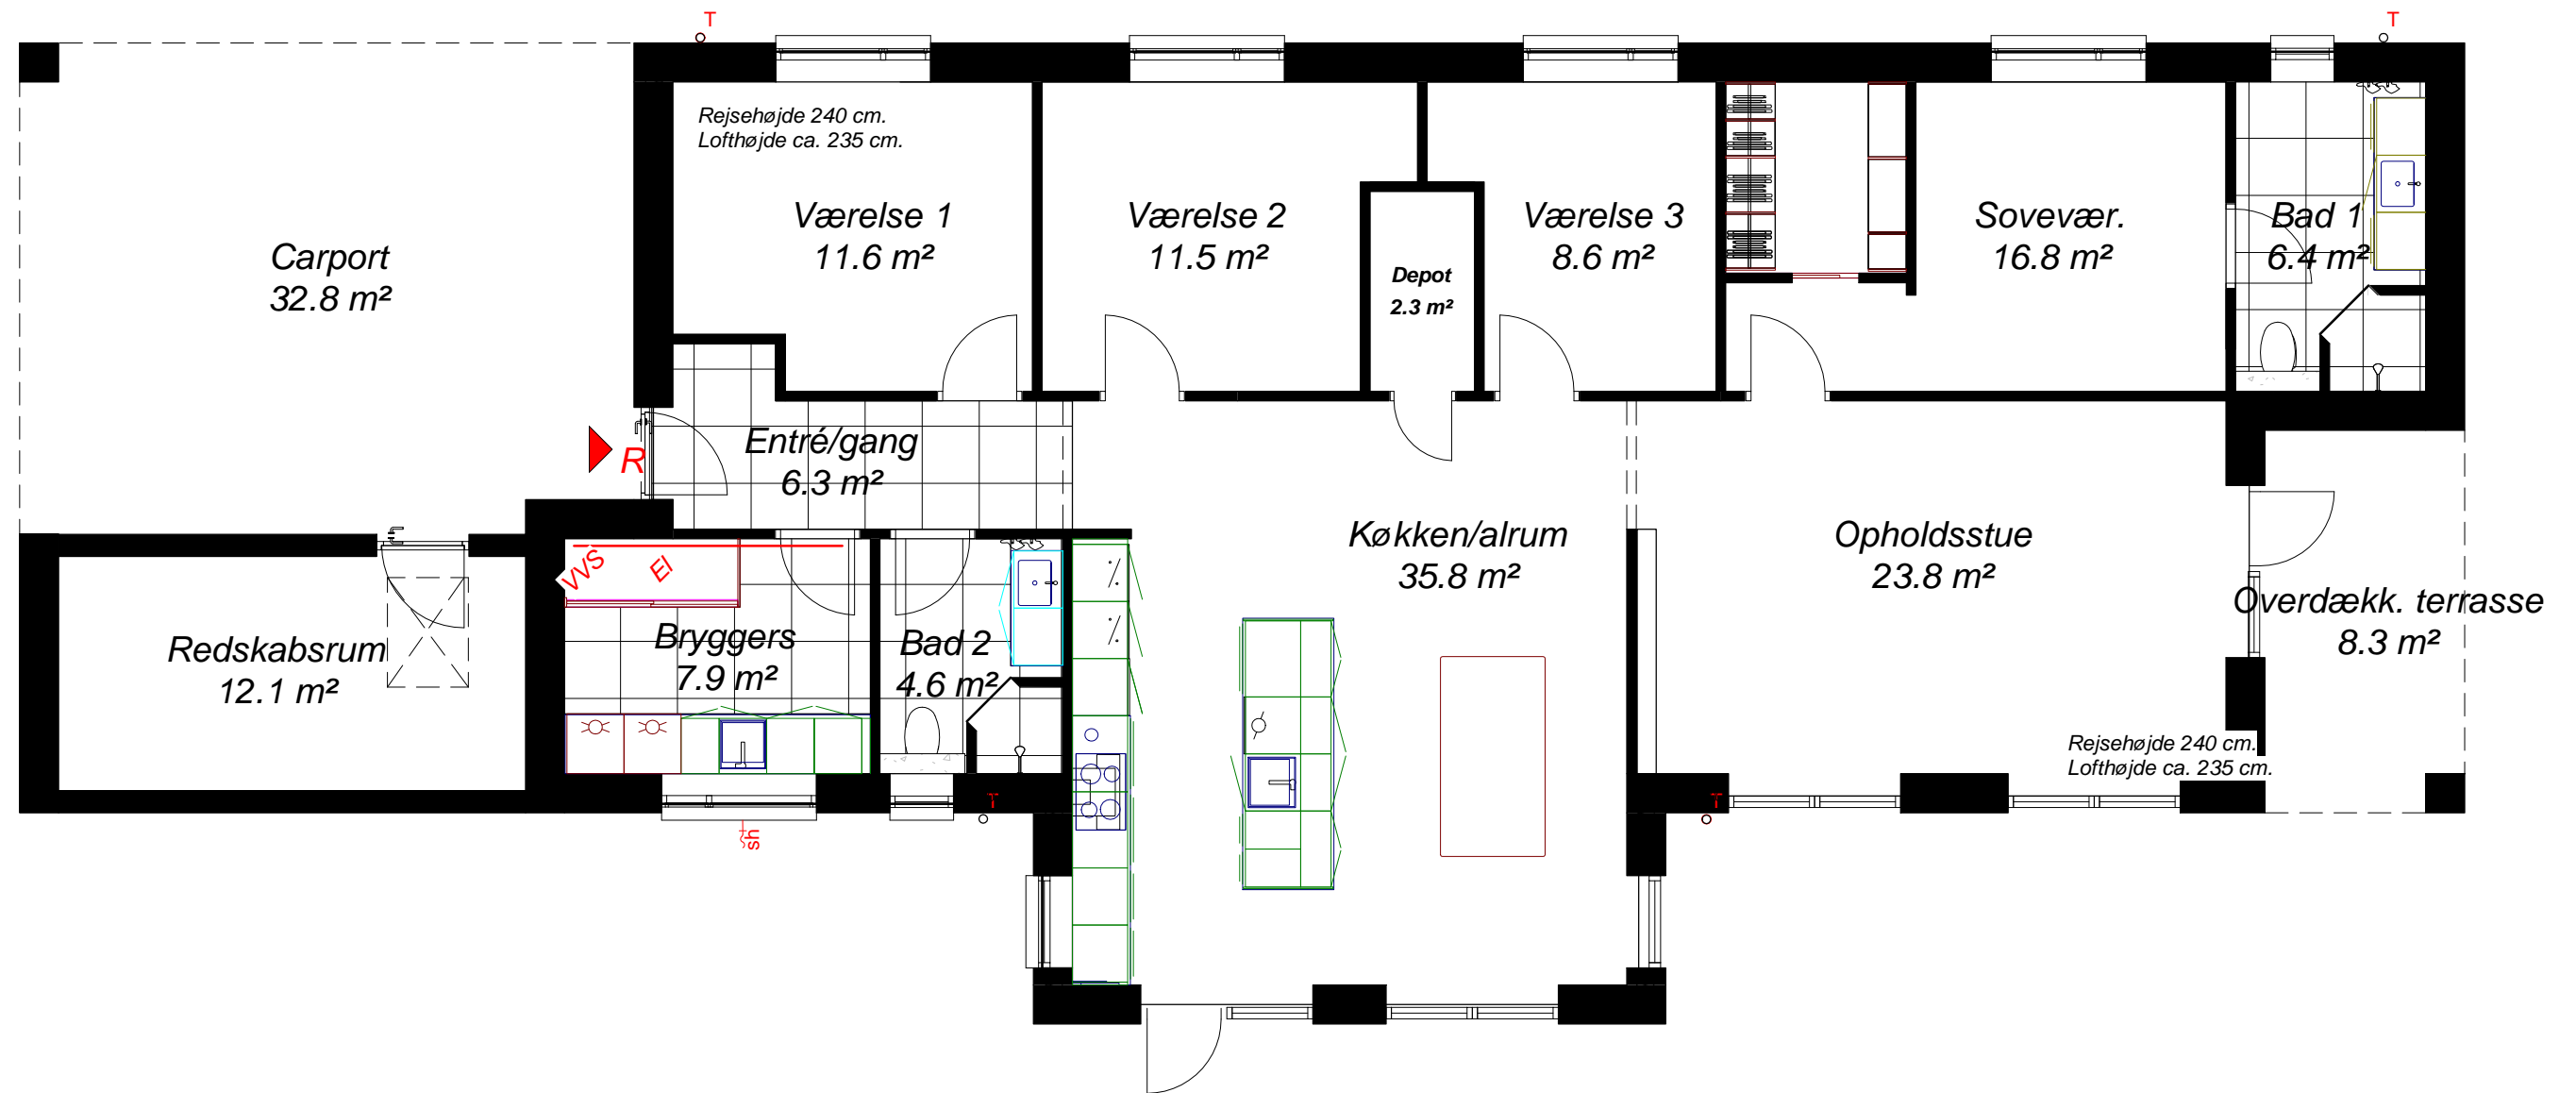 T
T
Rejsehøjde 240 cm.
Lofthøjde ca. 235 cm.
Værelse 1
11.6 m²
Værelse 2
11.5 m²
Værelse 3
8.6 m²
Sovevær.
16.8 m²
Bad 1
6.4 m²
Carport
32.8 m²
Depot
2.3 m²
R
Entré/gang
6.3 m²
Køkken/alrum
35.8 m²
Opholdsstue
23.8 m²
Overdækk. terrasse
8.3 m²
VVS
El
Redskabsrum
12.1 m²
Bryggers
7.9 m²
Bad 2
4.6 m²
Rejsehøjde 240 cm.
Lofthøjde ca. 235 cm.
T
T
sh